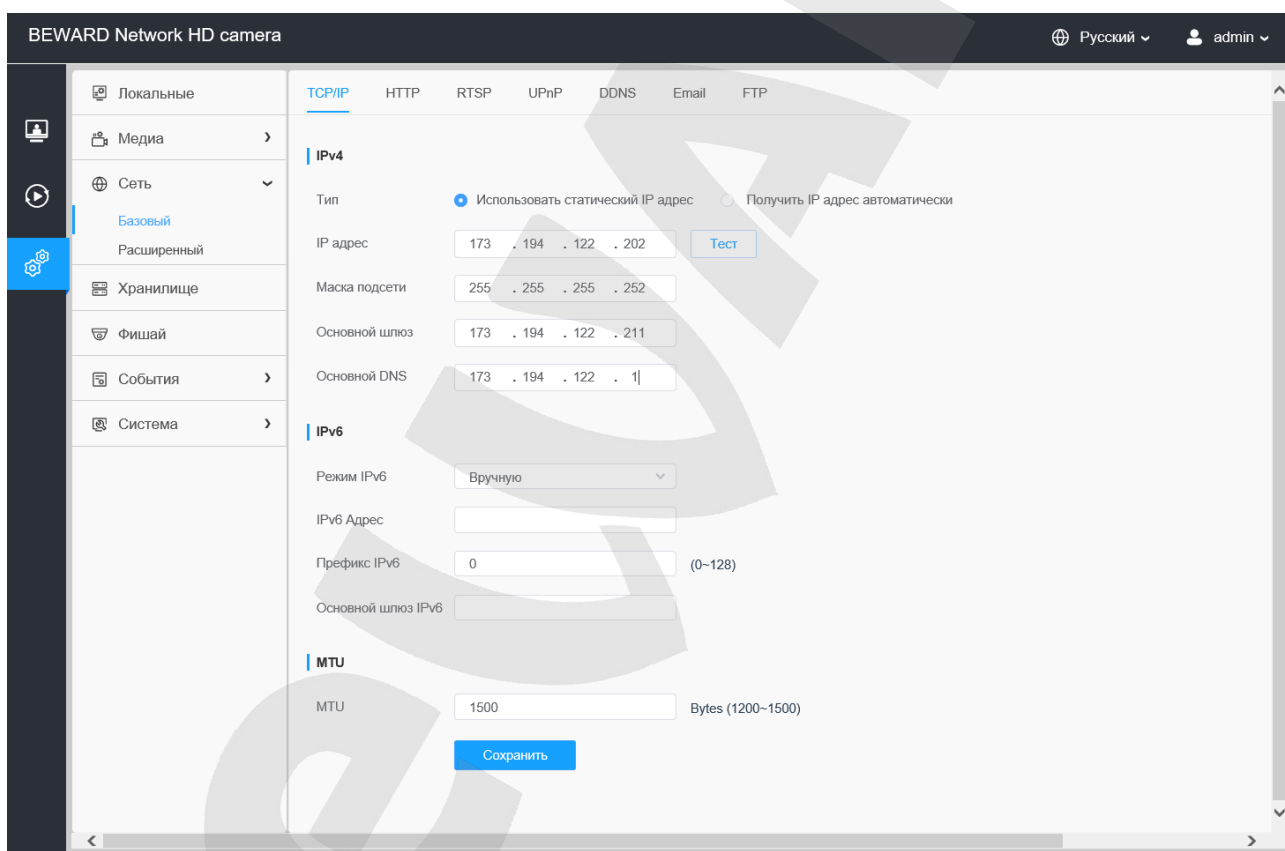 BEWARD Network HD camera
Русский
admin
Локальные
Медиа
Сеть
Базовый
Расширенный
Хранилище
Фишай
События
Система
TCP/IP HTTP RTSP UPnP DDNS Email FTP
IPv4
Тип Использовать статический IP адрес Получить IP адрес автоматически
IP адрес 173 . 194 . 122 . 202 Тест
Маска подсети 255 . 255 . 255 . 252
Основной шлюз 173 . 194 . 122 . 211
Основной DNS 173 . 194 . 122 . 1
IPv6
Режим IPv6 Вручную
IPv6 Адрес
Префикс IPv6 0 (0~128)
Основной шлюз IPv6
MTU
MTU 1500 Bytes (1200~1500)
Сохранить